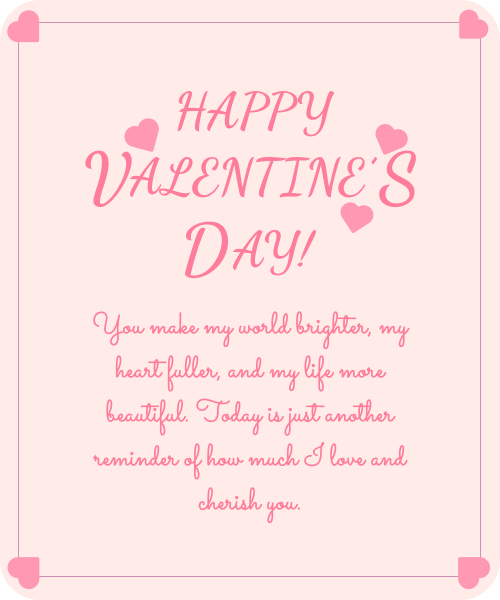 HAPPY
VALENTINE'S
DAY!
You make my world brighter, my
heart fuller, and my life more
beautiful. Today is just another
reminder of how much I love and
cherish you.